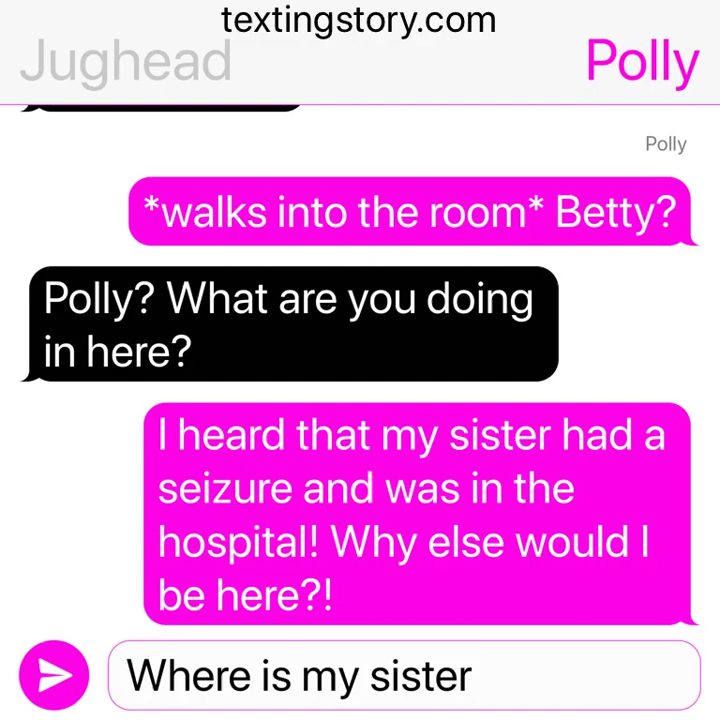 textingstory.com
Jughead
Polly
Polly
*walks into the room* Betty?
Polly? What are you doing
in here?
I heard that my sister had a
seizure and was in the
hospital! Why else would I
be here?!
Where is my sister